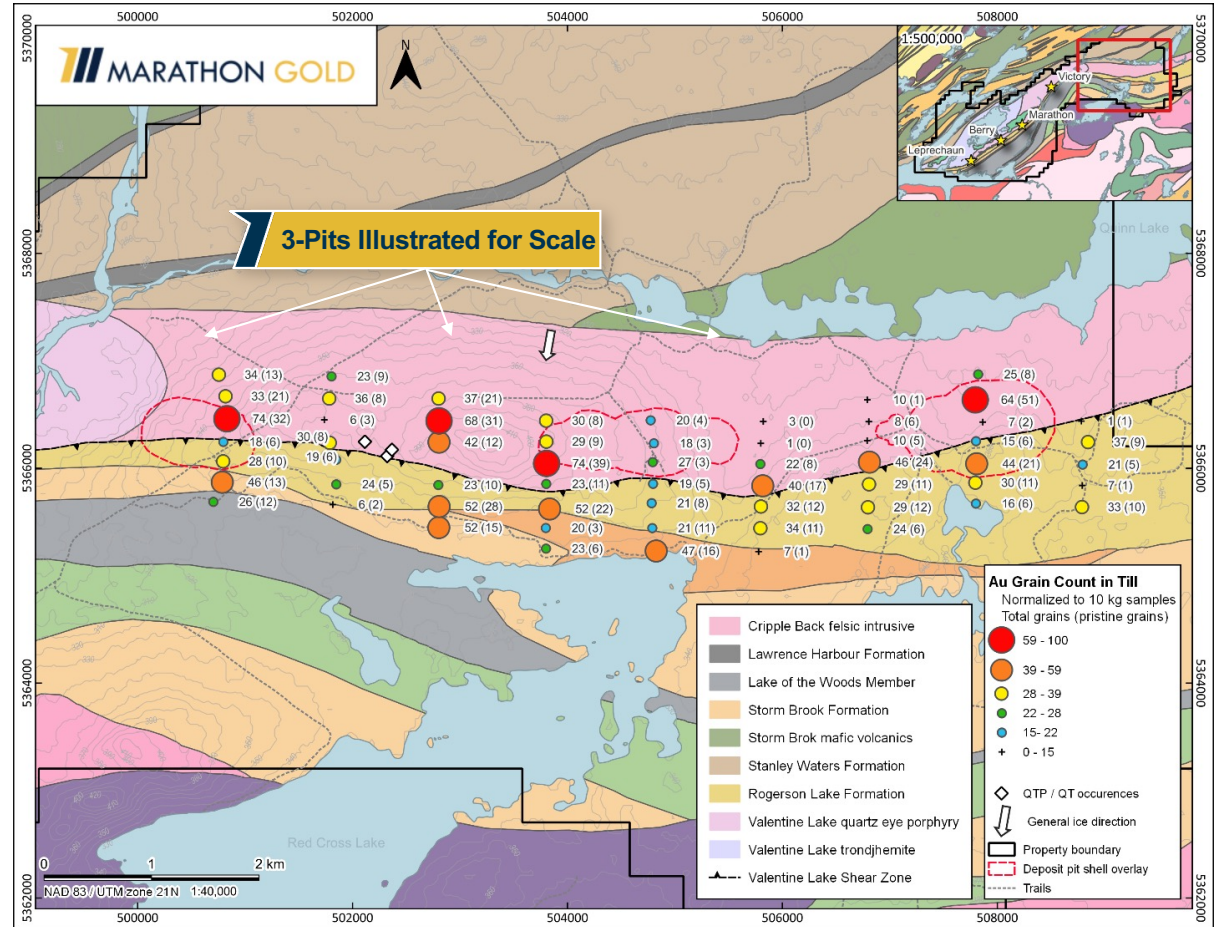 500000 502000 504000 506000 508000
5370000
5370000
MARATHON GOLD
N
1:500,000
Victory
Marathon
Berry
Leprechaun
3-Pits Illustrated for Scale
5368000
5368000
Quinn Lake
34 (13)
23 (9)
25 (8)
33 (21)
36 (8)
37 (21)
10 (1)
64 (51)
74 (32)
6 (3)
68 (31)
30 (8)
20 (4)
3 (0)
8 (6)
7 (2)
1 (1)
18 (6)
30 (8)
42 (12)
29 (9)
18 (3)
1 (0)
10 (5)
15 (6)
37 (9)
28 (10)
19 (6)
74 (39)
27 (3)
22 (8)
46 (24)
44 (21)
21 (5)
5366000
5366000
46 (13)
24 (5)
23 (10)
23 (11)
19 (5)
40 (17)
29 (11)
30 (11)
7 (1)
26 (12)
6 (2)
52 (28)
52 (22)
21 (8)
32 (12)
29 (12)
16 (6)
33 (10)
52 (15)
20 (3)
21 (11)
34 (11)
24 (6)
23 (6)
47 (16)
7 (1)
Cripple Back felsic intrusive
Lawrence Harbour Formation
Lake of the Woods Member
Storm Brook Formation
Storm Brok mafic volcanics
Stanley Waters Formation
Rogerson Lake Formation
Valentine Lake quartz eye porphyry
Valentine Lake trondjhemite
Valentine Lake Shear Zone
Au Grain Count in Till
Normalized to 10 kg samples
Total grains (pristine grains)
59 - 100
39 - 59
28 - 39
22 - 28
15- 22
0 - 15
QTP / QT occurences
General ice direction
Property boundary
Deposit pit shell overlay
Trails
5364000
5364000
Red Cross Lake
0 1 2 km
NAD 83 / UTM zone 21N 1:40,000
5362000
5362000
500000 502000 504000 506000 508000